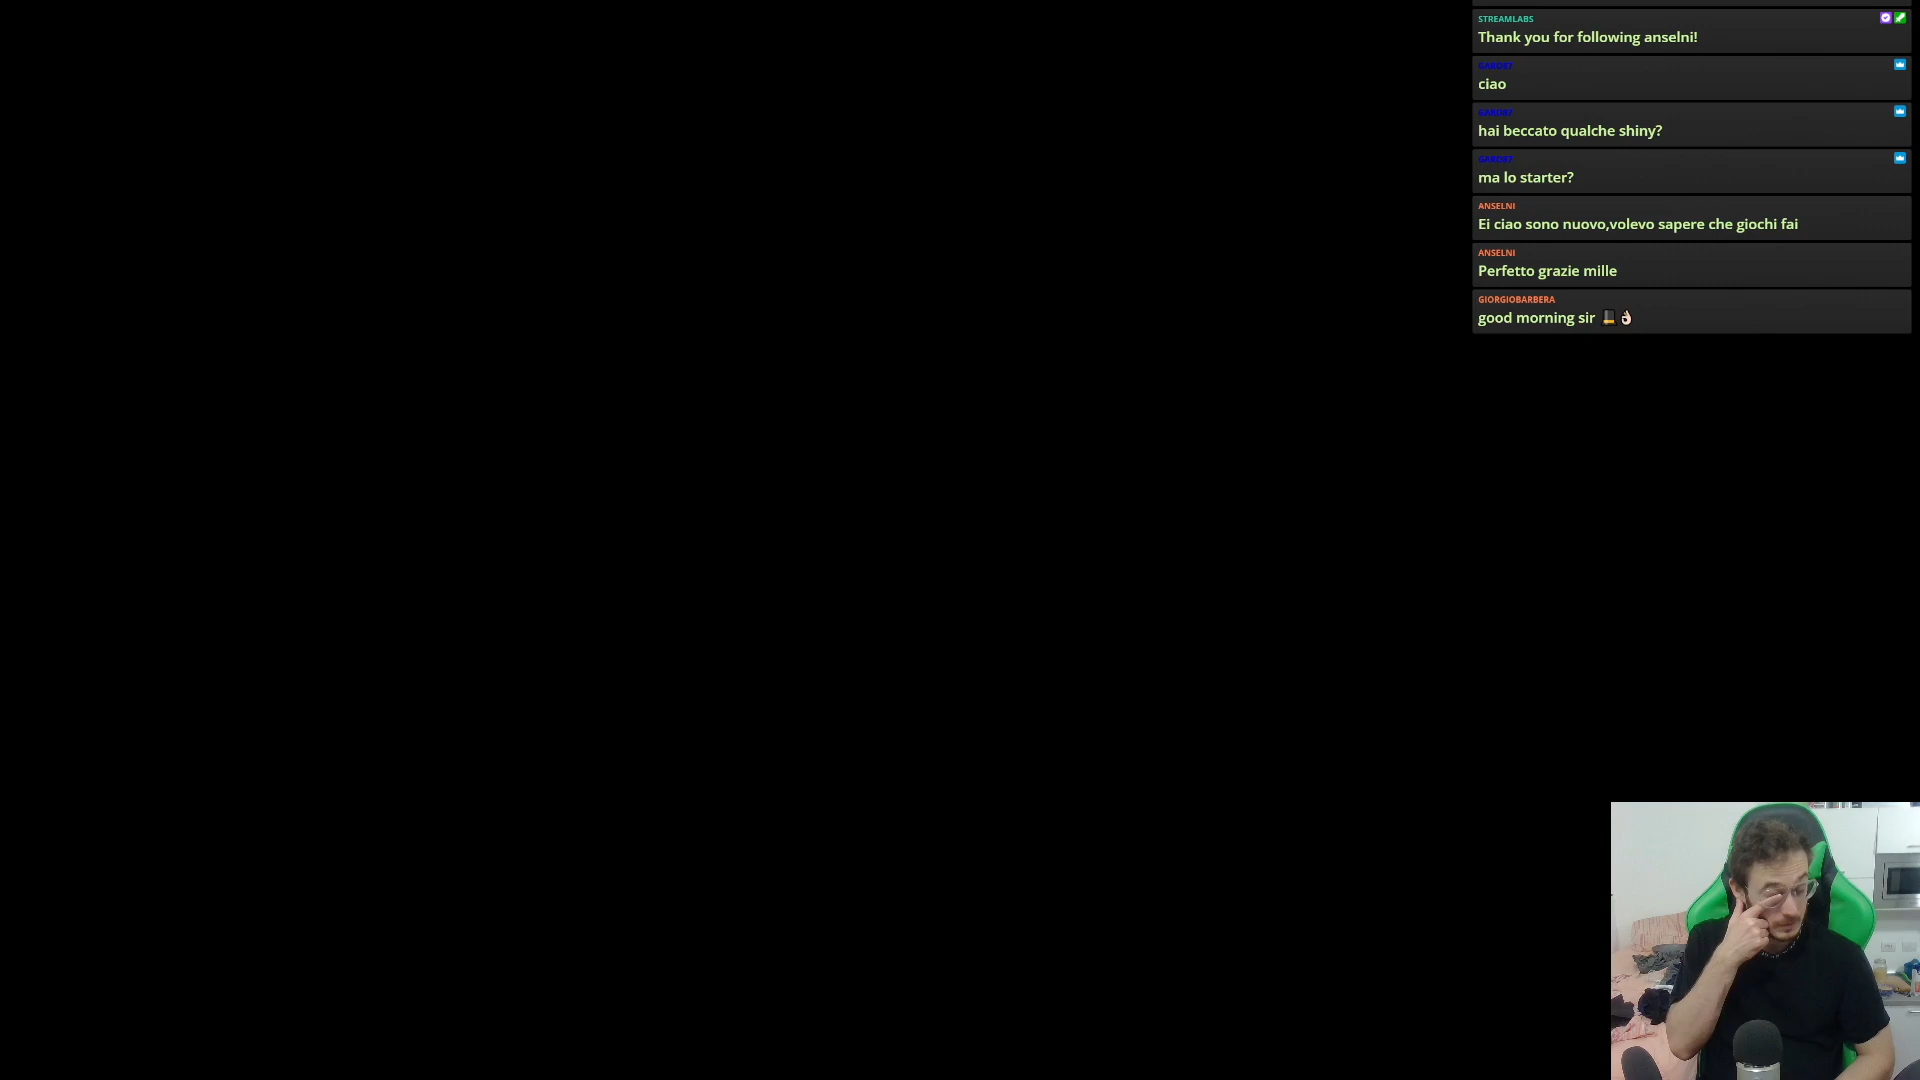 STREAMLABS
Thank you for following anselni!
ciao
hai beccato qualche shiny?
ma lo starter?
ANSELNI
Ei ciao sono nuovo,volevo sapere che giochi fai
ANSELNI
Perfetto grazie mille
GIORGIOBARBERA
good morning sir